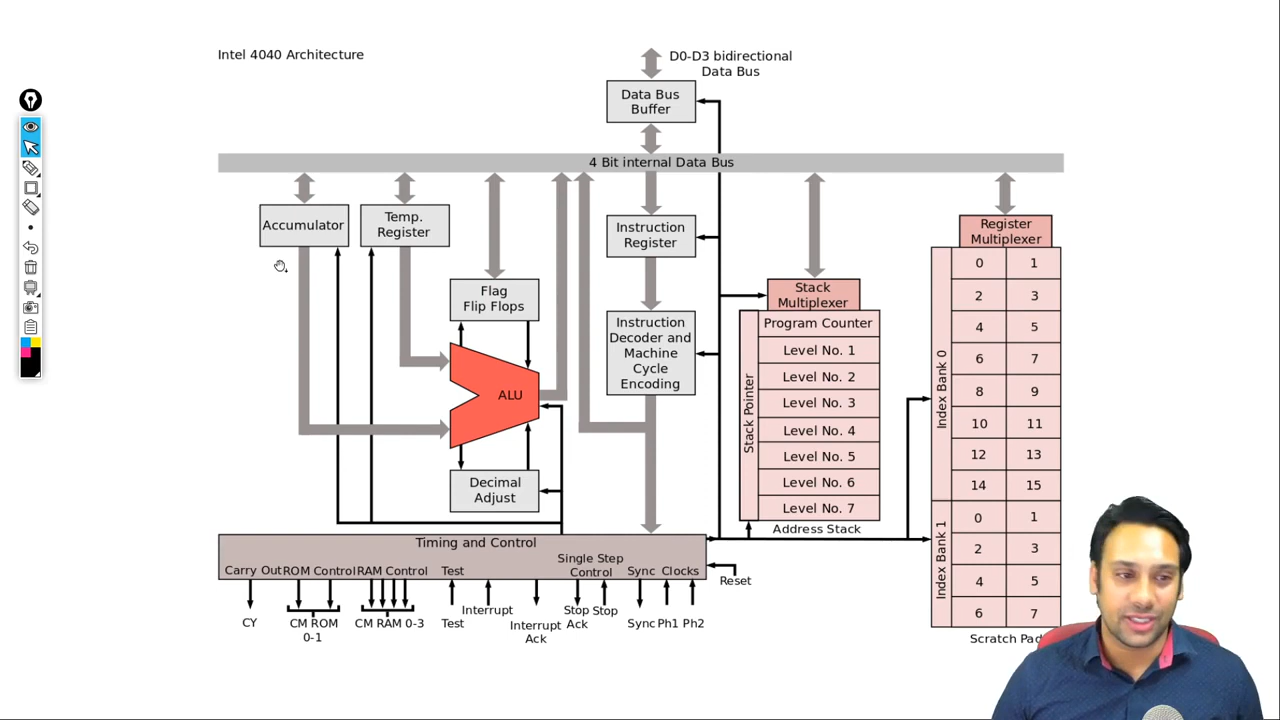 Intel 4040 Architecture
D0-D3 bidirectional
Data Bus
Data Bus
Buffer
4 Bit internal Data Bus
Accumulator
Temp.
Register
Instruction
Register
Register
Multiplexer
Flag
Flip Flops
Stack
Multiplexer
Instruction
Decoder and
Machine
Cycle
Encoding
ALU
Decimal
Adjust
Stack Pointer
Program Counter
Level No. 1
Level No. 2
Level No. 3
Level No. 4
Level No. 5
Level No. 6
Level No. 7
Address Stack
Index Bank 0
0 1
2 3
4 5
6 7
8 9
10 11
12 13
14 15
Index Bank 1
0 1
2 3
4 5
6 7
Scratch Pad
Timing and Control
Carry Out ROM Control RAM Control Test
Single Step
Control
Sync Clocks
Reset
CY
CM ROM
0-1
CM RAM 0-3
Test
Interrupt
Interrupt
Ack
Stop
Ack
Stop
Sync Ph1 Ph2